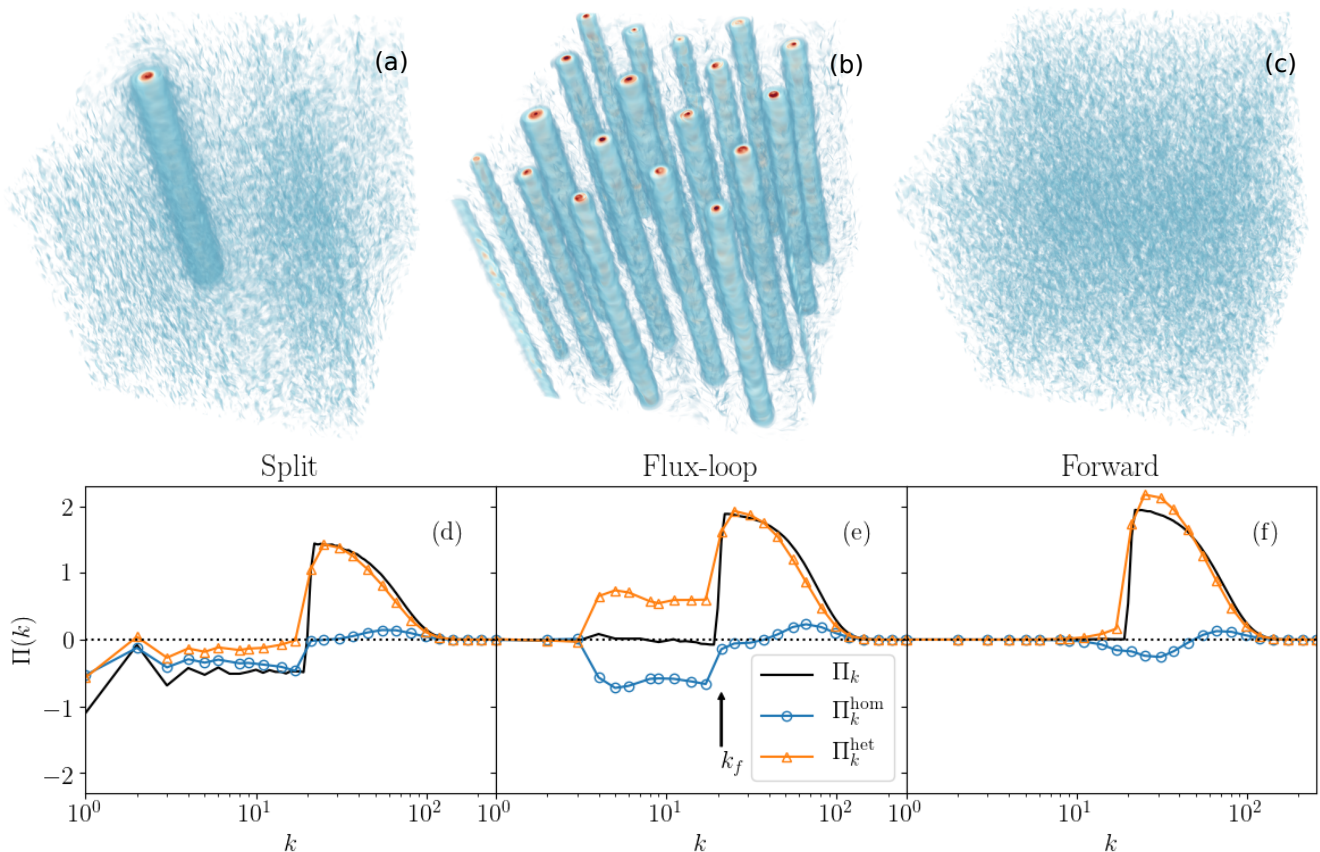 (a) (b) (c)
Split Flux-loop Forward
(d) (e) (f)
Π(k)
2
1
0
−1
−2
Π_k
Π_k^hom
Π_k^het
k_f
10^0 10^1 10^2 10^0 10^1 10^2 10^0 10^1 10^2
k k k